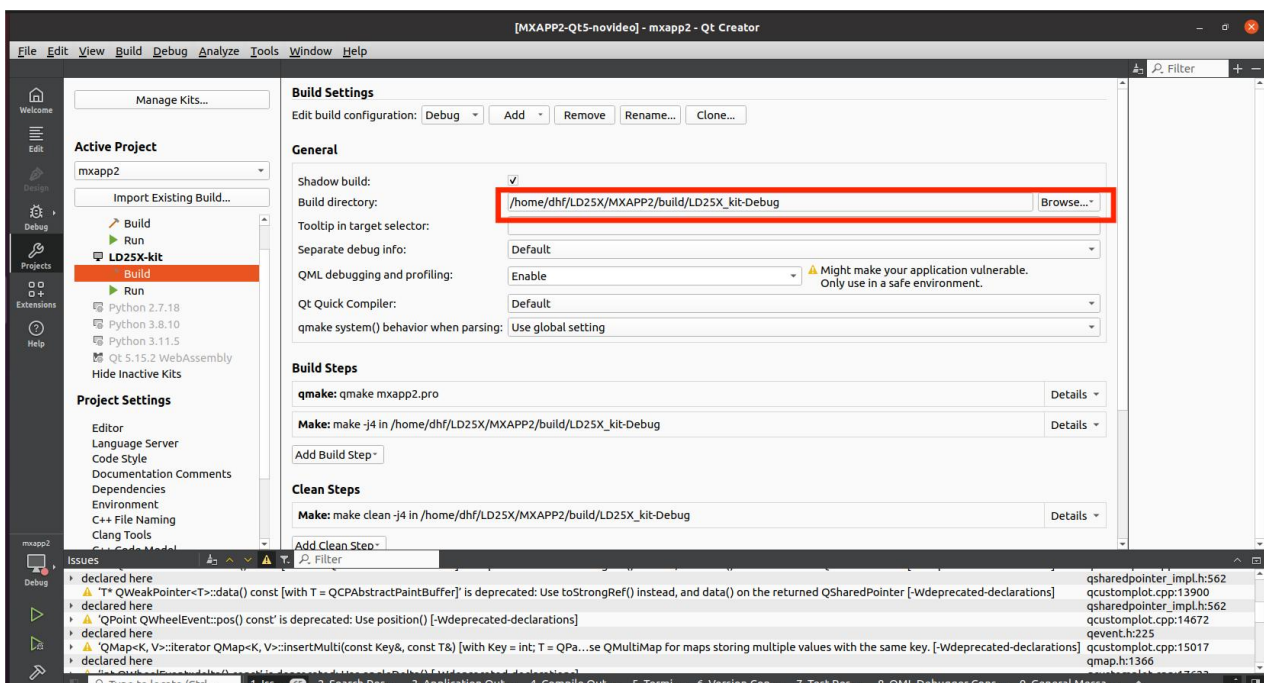 [MXAPP2-Qt5-novideo] - mxapp2 - Qt Creator
File Edit View Build Debug Analyze Tools Window Help
Filter
Welcome
Edit
Design
Debug
Projects
Extensions
Help
mxapp2
Debug
Manage Kits...
Active Project
mxapp2
Import Existing Build...
Build
Run
LD25X-kit
Build
Run
Python 2.7.18
Python 3.8.10
Python 3.11.5
Qt 5.15.2 WebAssembly
Hide Inactive Kits
Project Settings
Editor
Language Server
Code Style
Documentation Comments
Dependencies
Environment
C++ File Naming
Clang Tools
C++ Code Model
Build Settings
Edit build configuration: Debug Add Remove Rename... Clone...
General
Shadow build:
Build directory: /home/dhf/LD25X/MXAPP2/build/LD25X_kit-Debug Browse...
Tooltip in target selector:
Separate debug info: Default
QML debugging and profiling: Enable Might make your application vulnerable.
Only use in a safe environment.
Qt Quick Compiler: Default
qmake system() behavior when parsing: Use global setting
Build Steps
qmake: qmake mxapp2.pro Details
Make: make -j4 in /home/dhf/LD25X/MXAPP2/build/LD25X_kit-Debug Details
Add Build Step
Clean Steps
Make: make clean -j4 in /home/dhf/LD25X/MXAPP2/build/LD25X_kit-Debug Details
Add Clean Step
Issues Filter
declared here qsharedpointer_impl.h:562
'T* QWeakPointer<T>::data() const [with T = QCPAbstractPaintBuffer]' is deprecated: Use toStrongRef() instead, and data() on the returned QSharedPointer [-Wdeprecated-declarations] qcustomplot.cpp:13900
declared here qsharedpointer_impl.h:562
'QPoint QWheelEvent::pos() const' is deprecated: Use position() [-Wdeprecated-declarations] qcustomplot.cpp:14672
declared here qevent.h:225
'QMap<K, V>::iterator QMap<K, V>::insertMulti(const Key&, const T&) [with Key = int; T = QPa...se QMultiMap for maps storing multiple values with the same key. [-Wdeprecated-declarations] qcustomplot.cpp:15017
declared here qmap.h:1366